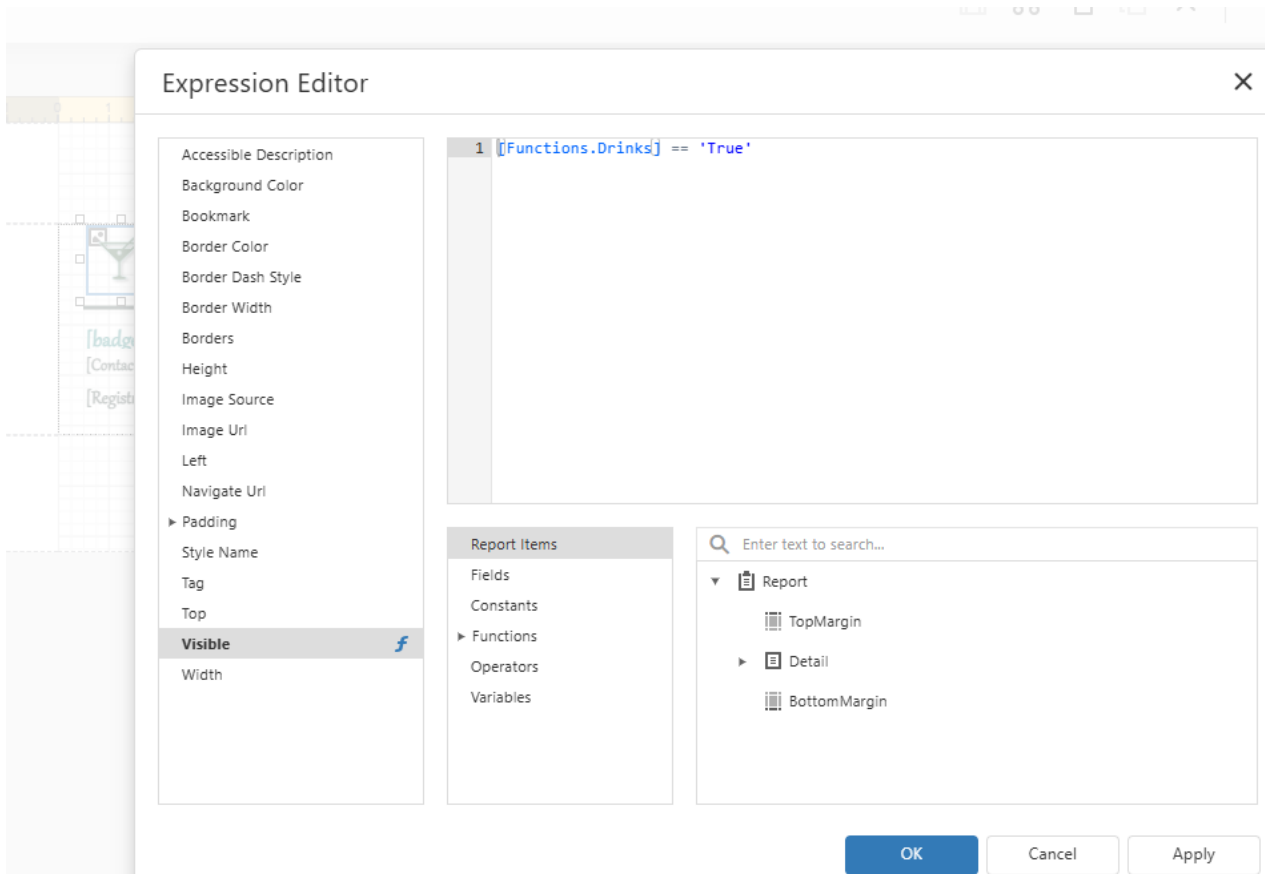 Expression Editor
Accessible Description
Background Color
Bookmark
Border Color
Border Dash Style
Border Width
Borders
Height
Image Source
Image Url
Left
Navigate Url
Padding
Style Name
Tag
Top
Visible
Width
1 [Functions.Drinks] == 'True'
Report Items
Fields
Constants
Functions
Operators
Variables
Enter text to search...
Report
TopMargin
Detail
BottomMargin
OK
Cancel
Apply
0 1